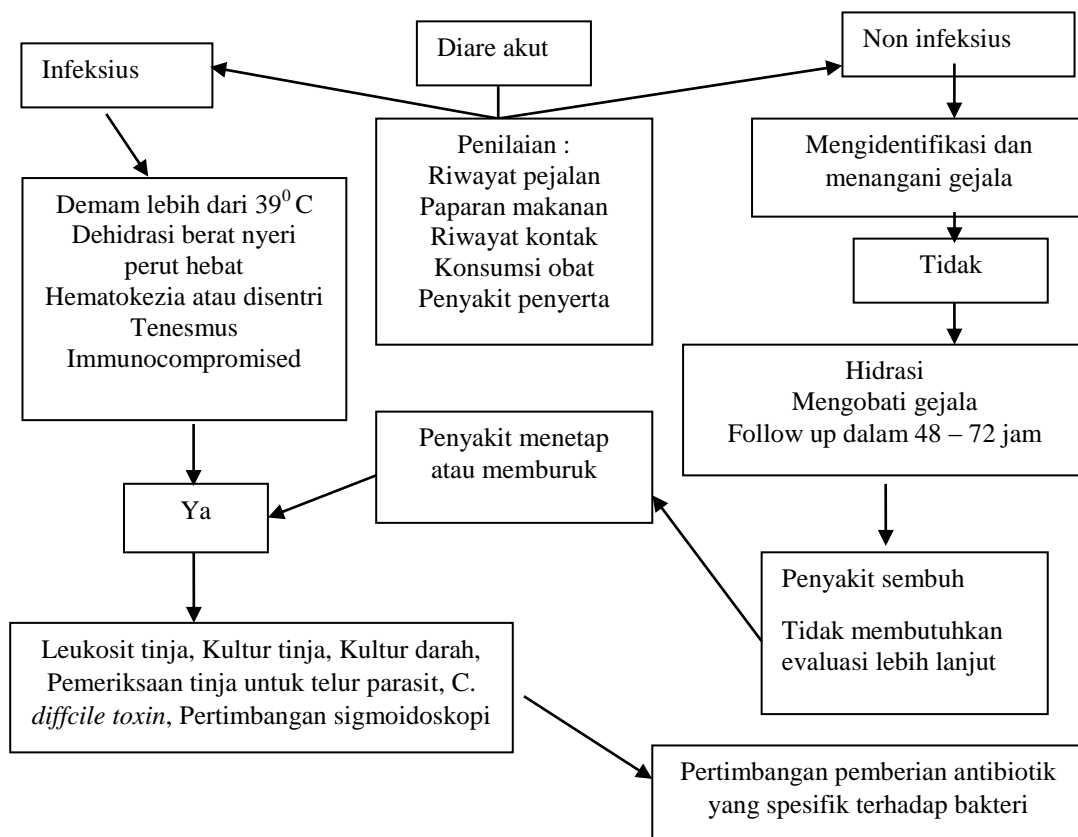 Diare akut
Infeksius
Non infeksius
Penilaian :
Riwayat pejalan
Paparan makanan
Riwayat kontak
Konsumsi obat
Penyakit penyerta
Mengidentifikasi dan
menangani gejala
Demam lebih dari 39⁰ C
Dehidrasi berat nyeri
perut hebat
Hematokezia atau disentri
Tenesmus
Immunocompromised
Tidak
Hidrasi
Mengobati gejala
Follow up dalam 48 – 72 jam
Penyakit menetap
atau memburuk
Ya
Penyakit sembuh
Tidak membutuhkan
evaluasi lebih lanjut
Leukosit tinja, Kultur tinja, Kultur darah,
Pemeriksaan tinja untuk telur parasit, C.
diffcile toxin, Pertimbangan sigmoidoskopi
Pertimbangan pemberian antibiotik
yang spesifik terhadap bakteri